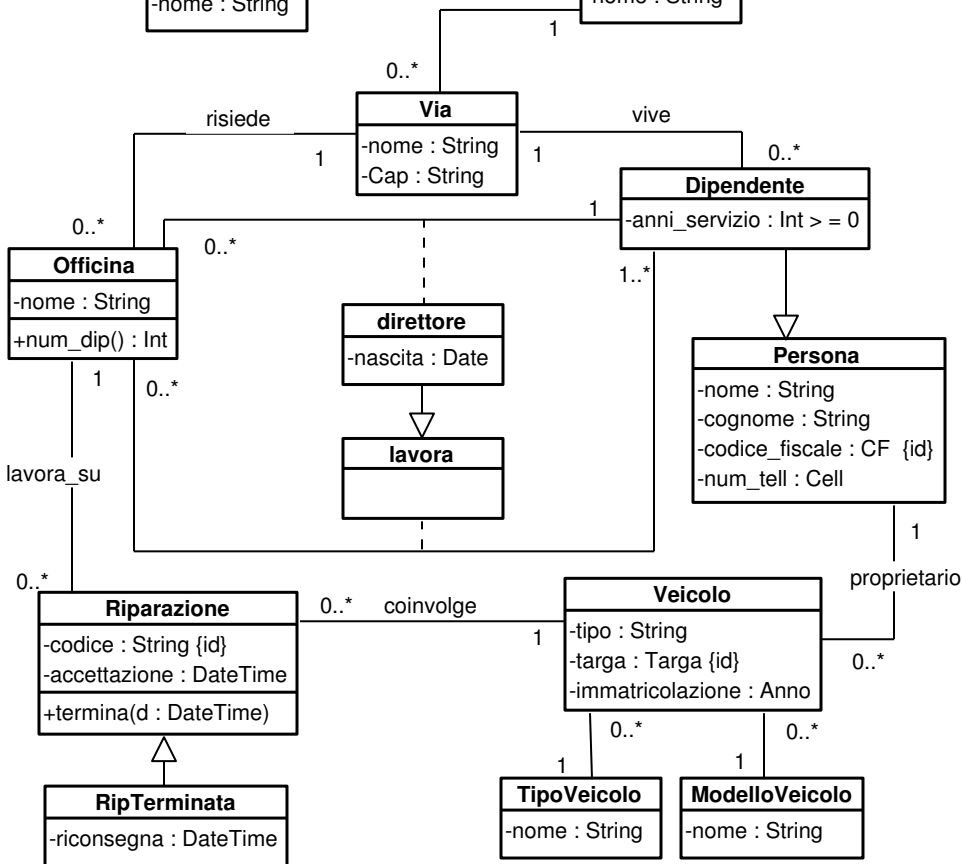 -nome : String
-nome : String
1
0..*
Via
-nome : String
-Cap : String
risiede
1
vive
1
0..*
Dipendente
-anni_servizio : Int > = 0
1
0..*
0..*
1..*
Officina
-nome : String
+num_dip() : Int
direttore
-nascita : Date
Persona
-nome : String
-cognome : String
-codice_fiscale : CF {id}
-num_tell : Cell
1
0..*
lavora
lavora_su
1
proprietario
0..*
Riparazione
-codice : String {id}
-accettazione : DateTime
+termina(d : DateTime)
0..* coinvolge
1
Veicolo
-tipo : String
-targa : Targa {id}
-immatricolazione : Anno
0..*
0..*
0..*
1
1
RipTerminata
-riconsegna : DateTime
TipoVeicolo
-nome : String
ModelloVeicolo
-nome : String